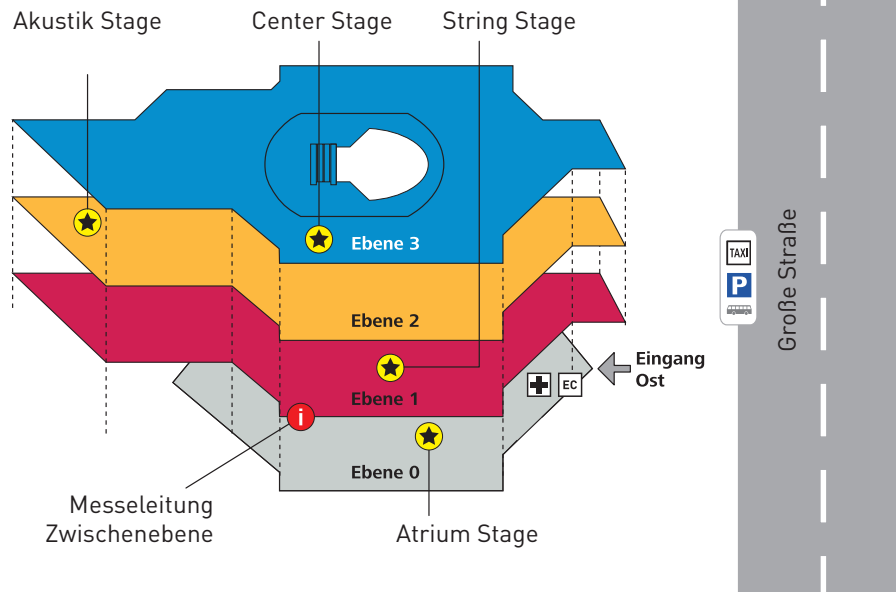 Akustik Stage
Center Stage
String Stage
Ebene 3
TAXI
P
Große Straße
Ebene 2
Eingang
Ost
EC
Ebene 1
i
Ebene 0
Messeleitung
Zwischenebene
Atrium Stage